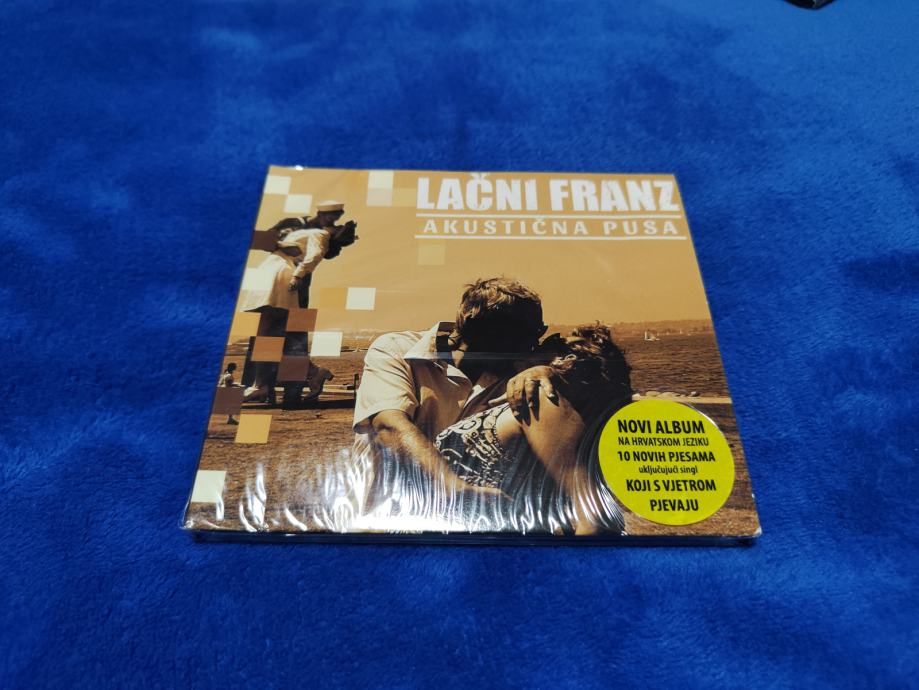 LAČNI FRANZ
AKUSTIČNA PUSA
NOVI ALBUM
NA HRVATSKOM JEZIKU
10 NOVIH PJESAMA
uključujući singl
KOJI S VJETROM
PJEVAJU